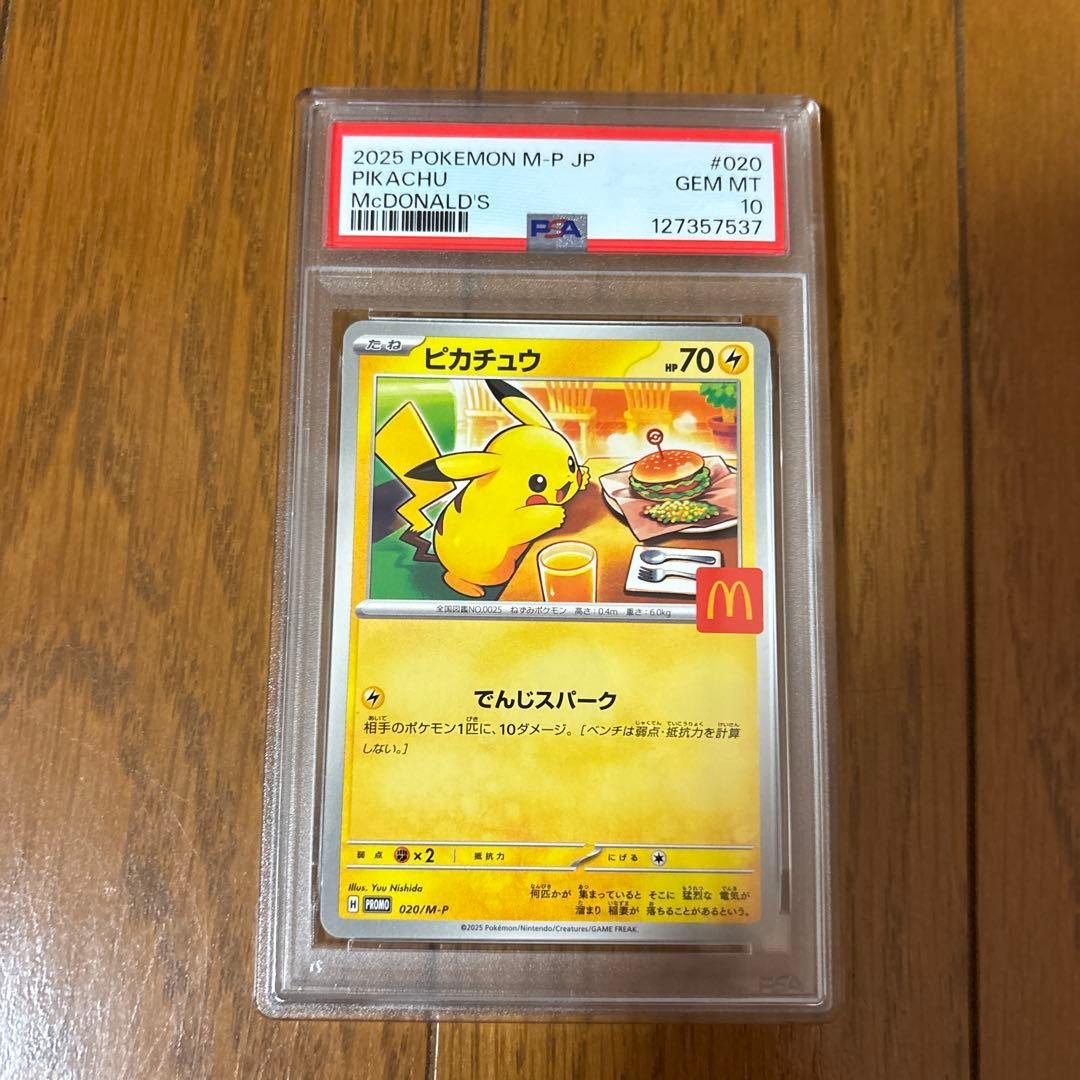 2025 POKEMON M-P JP #020
PIKACHU GEM MT
McDONALD'S 10
PSA 127357537
たね ピカチュウ HP70
全国図鑑NO.0025 ねずみポケモン 高さ:0.4m 重さ:6.0kg
でんじスパーク
相手のポケモン1匹に、10ダメージ。[ベンチは弱点・抵抗力を計算
しない。]
弱点 ×2 抵抗力 にげる
Illus. Yuu Nishida
何匹かが 集まっていると そこに 猛烈な 電気が
溜まり 稲妻が 落ちることがあるという。
H PROMO 020/M-P
©2025 Pokémon/Nintendo/Creatures/GAME FREAK.
PSA